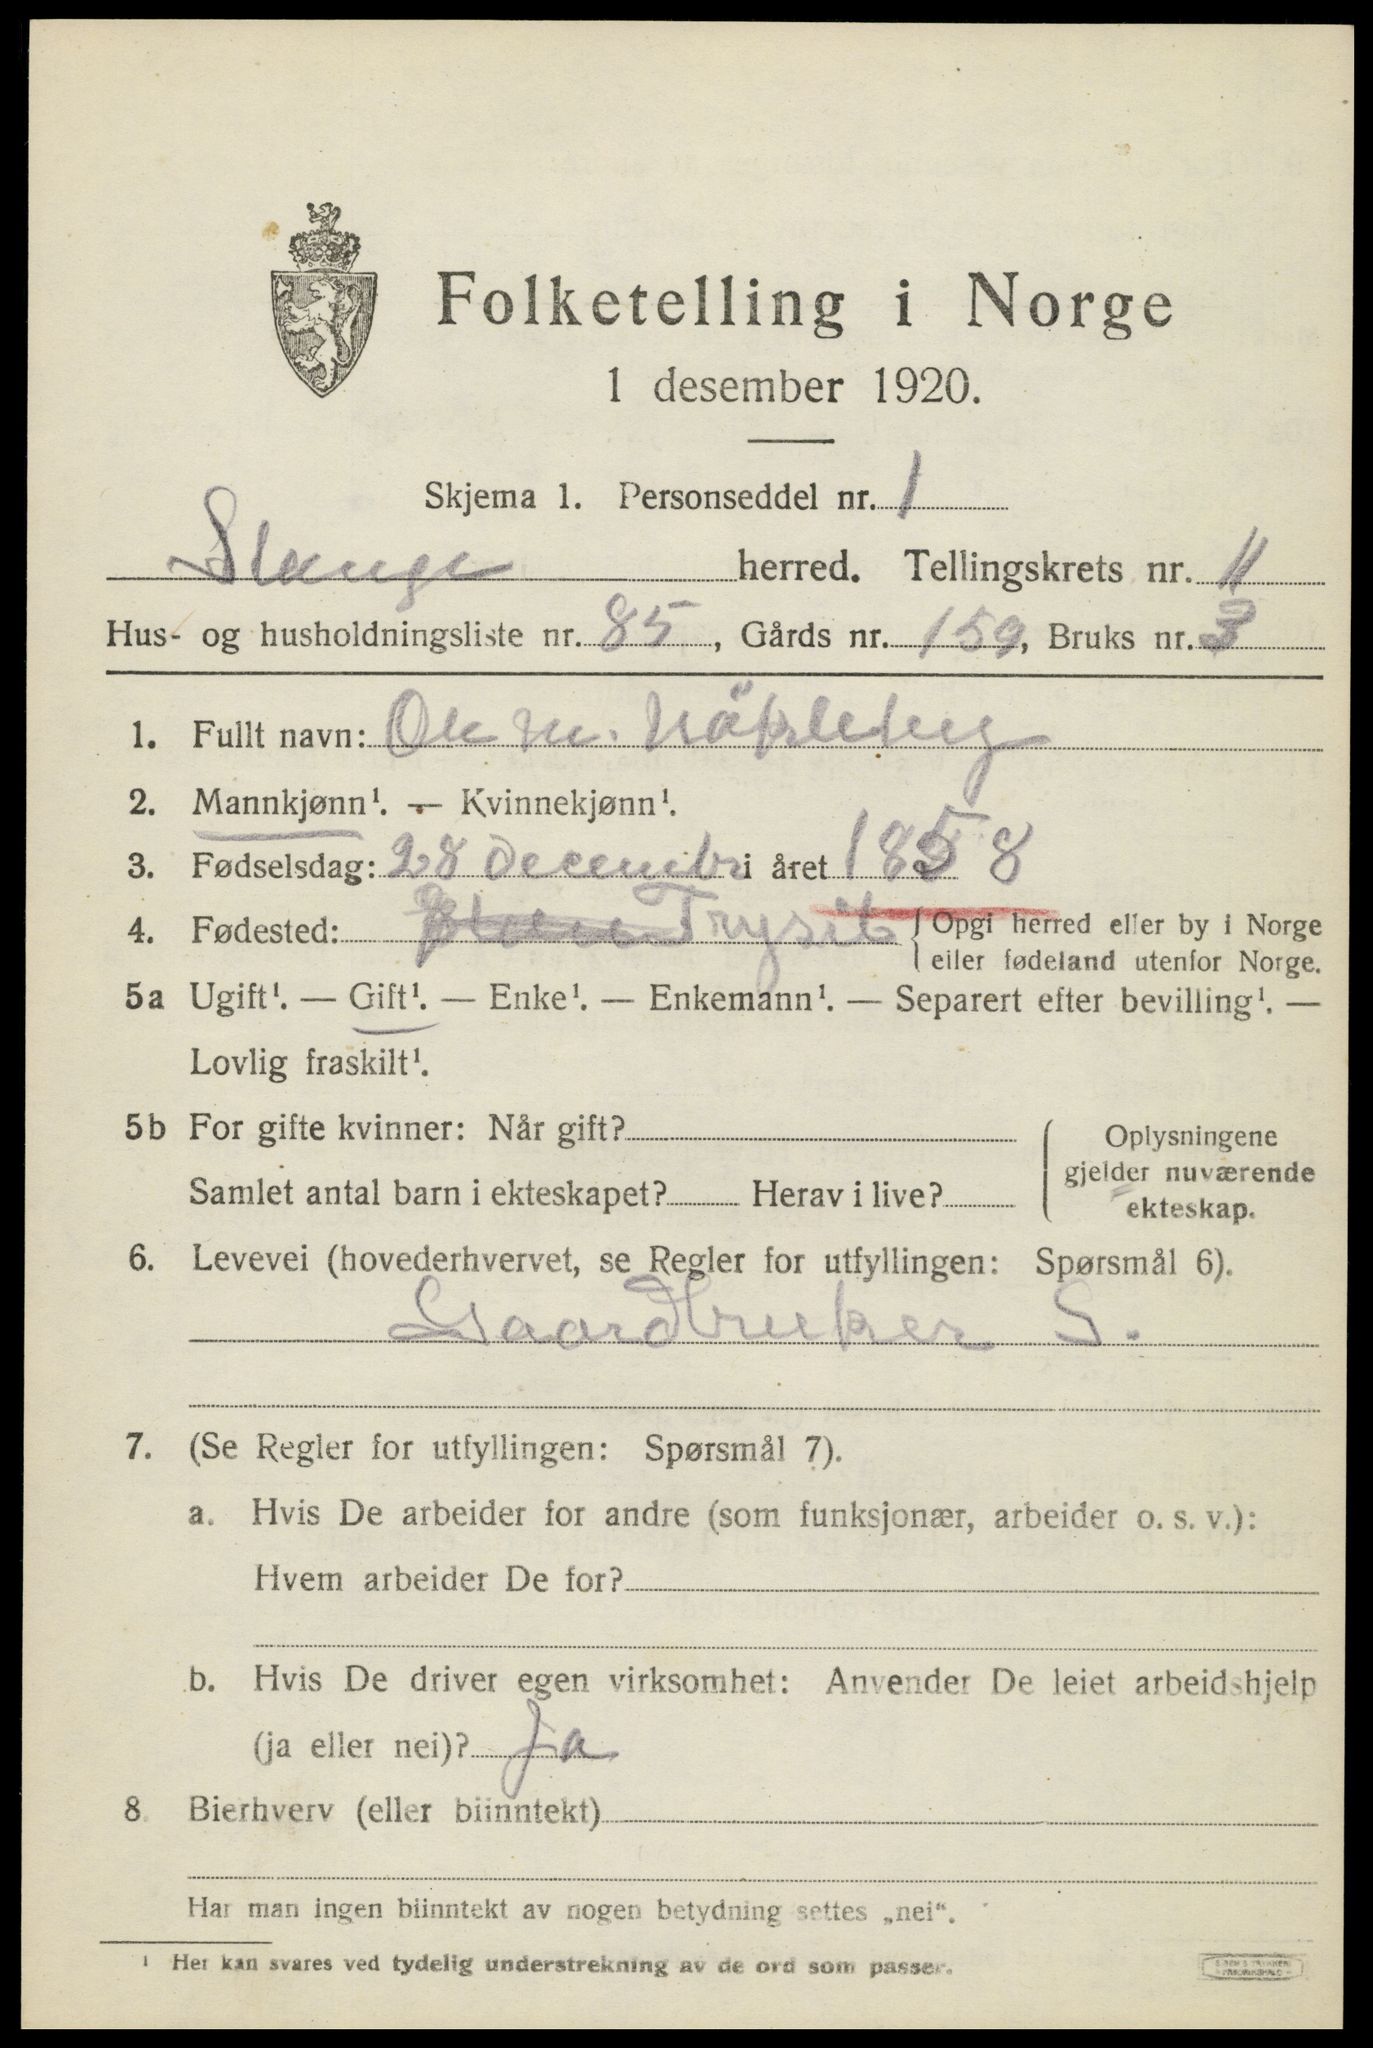 Folketelling i Norge
1 desember 1920.
Skjema 1. Personseddel nr. 1
Stange herred. Tellingskrets nr. 11
Hus- og husholdningsliste nr. 85, Gårds nr. 159, Bruks nr. 3
1. Fullt navn: Ole M.
2. Mannkjønn¹. — Kvinnekjønn¹.
3. Fødselsdag: 28 decembr i året 1858
4. Fødested: Trysil { Opgi herred eller by i Norge
eller fødeland utenfor Norge.
5a Ugift¹. — Gift¹. — Enke¹. — Enkemann¹. — Separert efter bevilling¹. —
Lovlig fraskilt¹.
5b For gifte kvinner: Når gift?
Samlet antal barn i ekteskapet? Herav i live?
{ Oplysningene
gjelder nuværende
ekteskap.
6. Levevei (hovederhvervet, se Regler for utfyllingen: Spørsmål 6).
Gaardbruker S.
7. (Se Regler for utfyllingen: Spørsmål 7).
a. Hvis De arbeider for andre (som funksjonær, arbeider o. s. v.):
Hvem arbeider De for?
b. Hvis De driver egen virksomhet: Anvender De leiet arbeidshjelp
(ja eller nei)? Ja
8. Bierhverv (eller biinntekt)
Har man ingen biinntekt av nogen betydning settes „nei“.
¹ Her kan svares ved tydelig understrekning av de ord som passer.